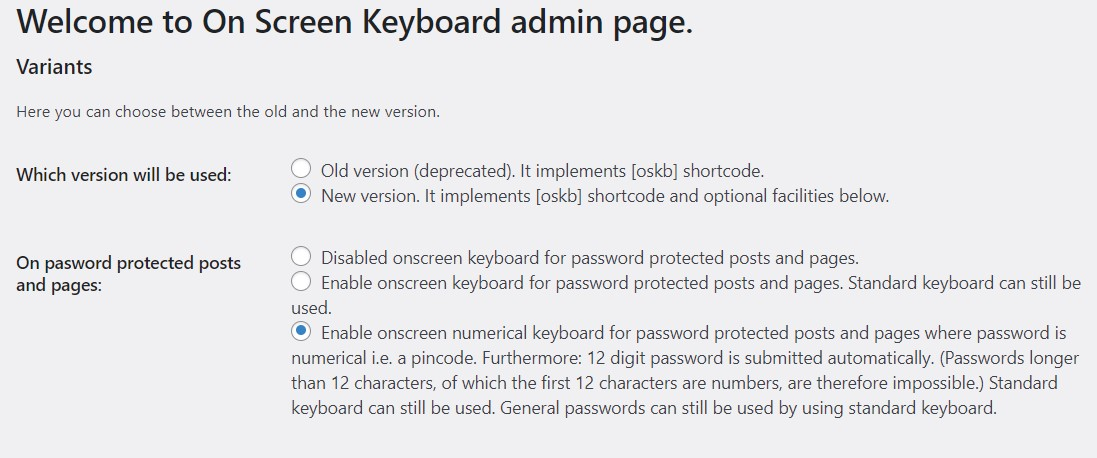 Welcome to On Screen Keyboard admin page.
Variants
Here you can choose between the old and the new version.
Which version will be used:
Old version (deprecated). It implements [oskb] shortcode.
New version. It implements [oskb] shortcode and optional facilities below.
On pasword protected posts
and pages:
Disabled onscreen keyboard for password protected posts and pages.
Enable onscreen keyboard for password protected posts and pages. Standard keyboard can still be
used.
Enable onscreen numerical keyboard for password protected posts and pages where password is
numerical i.e. a pincode. Furthermore: 12 digit password is submitted automatically. (Passwords longer
than 12 characters, of which the first 12 characters are numbers, are therefore impossible.) Standard
keyboard can still be used. General passwords can still be used by using standard keyboard.